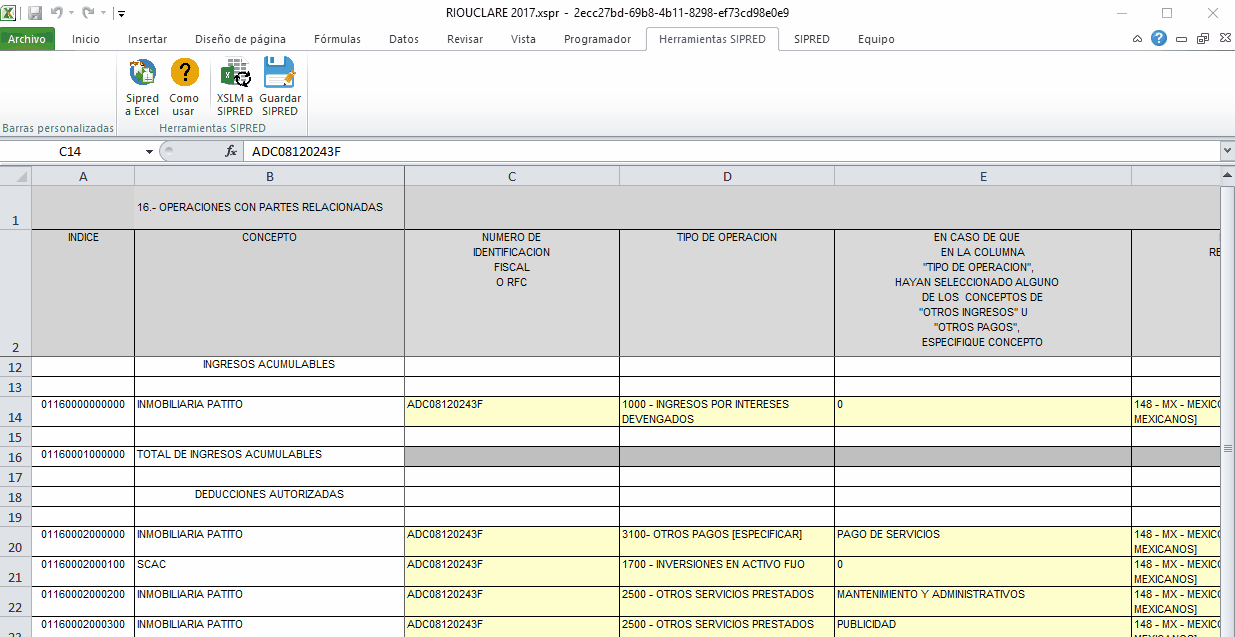 RIOUCLARE 2017.xspr - 2ecc27bd-69b8-4b11-8298-ef73cd98e0e9
Archivo Inicio Insertar Diseño de página Fórmulas Datos Revisar Vista Programador Herramientas SIPRED SIPRED Equipo
Sipred a Excel
Como usar
XSLM a SIPRED
Guardar SIPRED
Barras personalizadas Herramientas SIPRED
C14 fx ADC08120243F
A B C D E
1 16.- OPERACIONES CON PARTES RELACIONADAS
2
INDICE
CONCEPTO
NUMERO DE
IDENTIFICACION
FISCAL
O RFC
TIPO DE OPERACION
EN CASO DE QUE
EN LA COLUMNA
"TIPO DE OPERACION",
HAYAN SELECCIONADO ALGUNO
DE LOS CONCEPTOS DE
"OTROS INGRESOS" U
"OTROS PAGOS",
ESPECIFIQUE CONCEPTO
RE
12 INGRESOS ACUMULABLES
13
14 01160000000000 INMOBILIARIA PATITO ADC08120243F 1000 - INGRESOS POR INTERESES DEVENGADOS 0 148 - MX - MEXICO MEXICANOS]
15
16 01160001000000 TOTAL DE INGRESOS ACUMULABLES
17
18 DEDUCCIONES AUTORIZADAS
19
20 01160002000000 INMOBILIARIA PATITO ADC08120243F 3100- OTROS PAGOS [ESPECIFICAR] PAGO DE SERVICIOS 148 - MX - MEXICO MEXICANOS]
21 01160002000100 SCAC ADC08120243F 1700 - INVERSIONES EN ACTIVO FIJO 0 148 - MX - MEXICO MEXICANOS]
22 01160002000200 INMOBILIARIA PATITO ADC08120243F 2500 - OTROS SERVICIOS PRESTADOS MANTENIMIENTO Y ADMINISTRATIVOS 148 - MX - MEXICO MEXICANOS]
23 01160002000300 INMOBILIARIA PATITO ADC08120243F 2500 - OTROS SERVICIOS PRESTADOS PUBLICIDAD 148 - MX - MEXICO